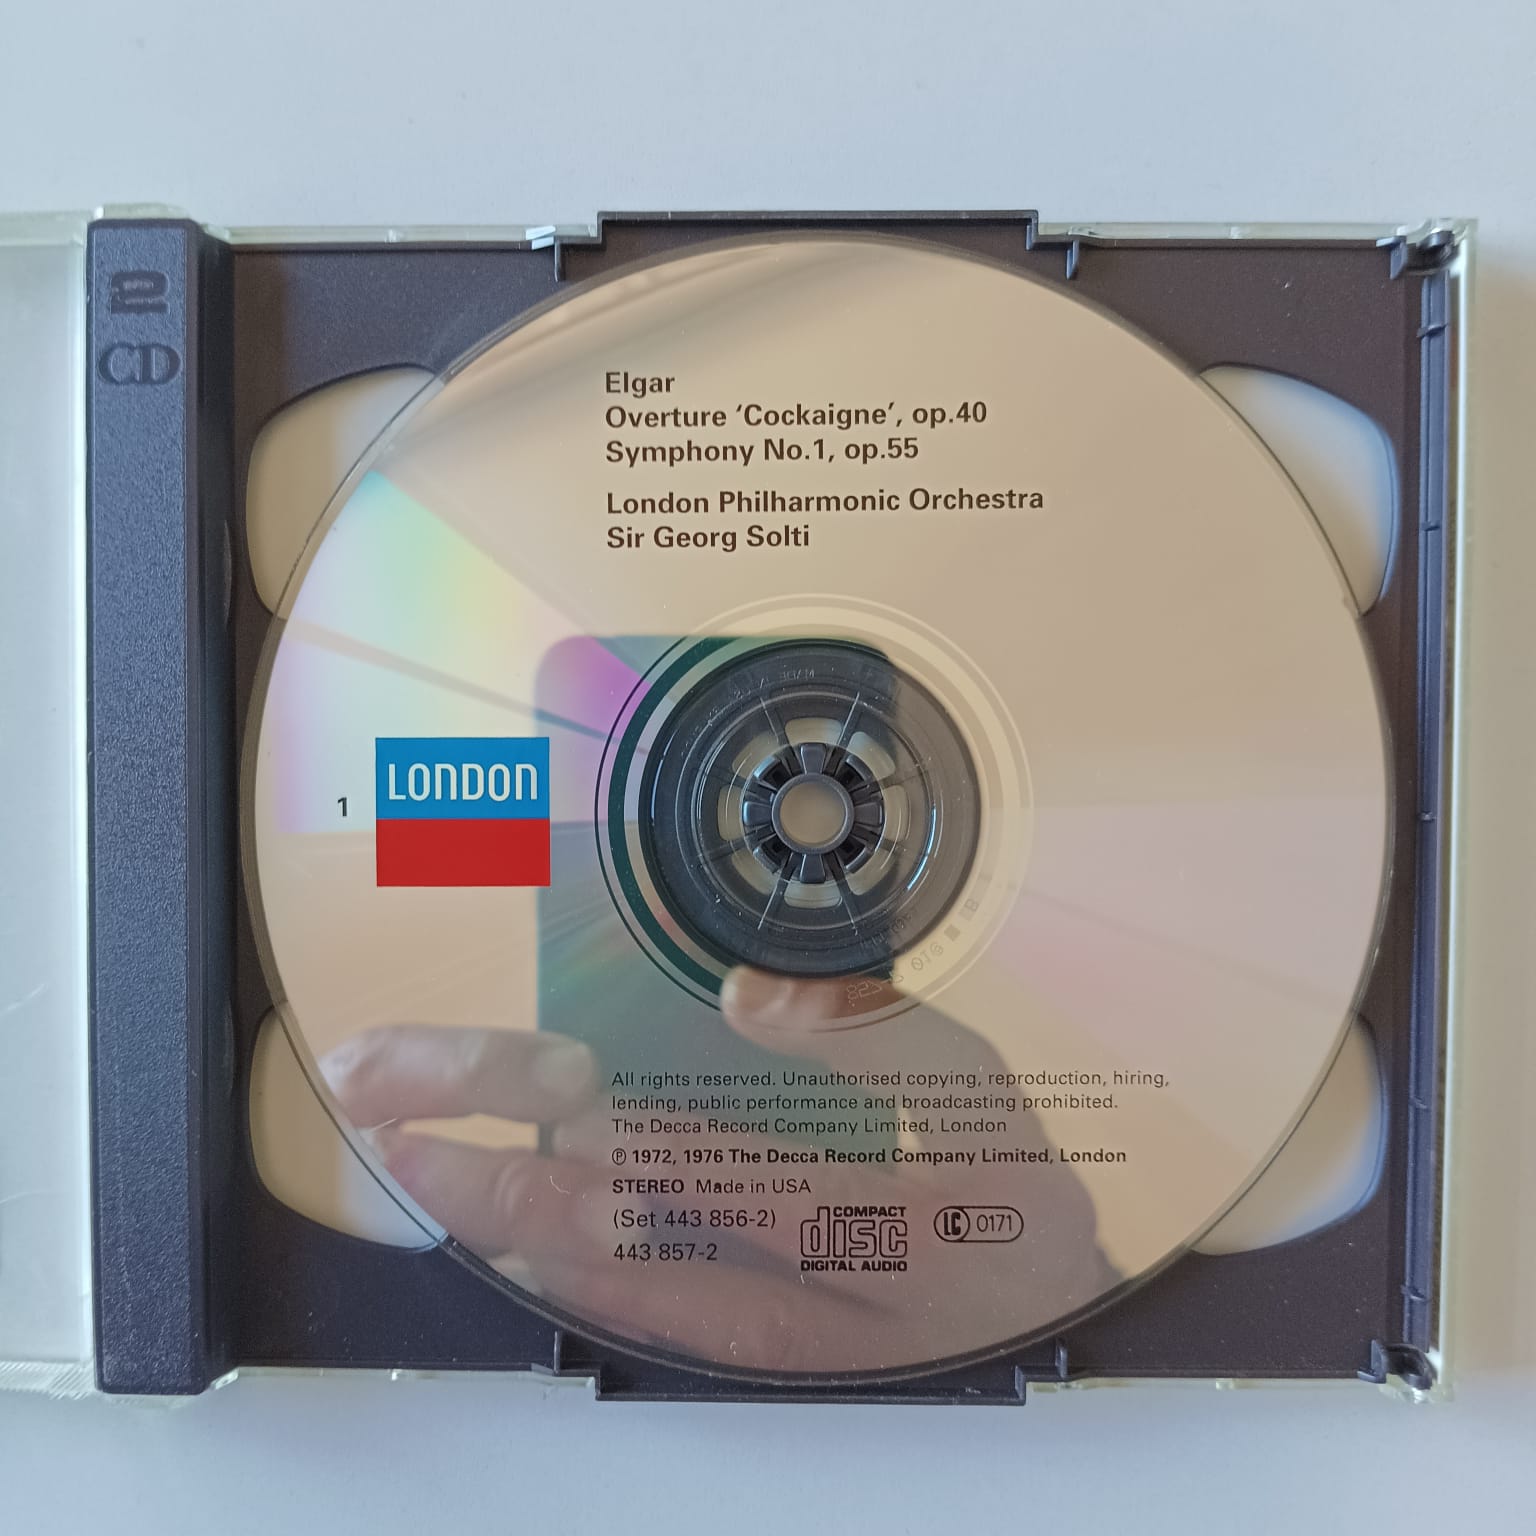 2
CD
Elgar
Overture ‘Cockaigne’, op.40
Symphony No.1, op.55
London Philharmonic Orchestra
Sir Georg Solti
1
LONDON
All rights reserved. Unauthorised copying, reproduction, hiring,
lending, public performance and broadcasting prohibited.
The Decca Record Company Limited, London
℗ 1972, 1976 The Decca Record Company Limited, London
STEREO Made in USA
(Set 443 856-2)
443 857-2
COMPACT
disc
DIGITAL AUDIO
LC 0171